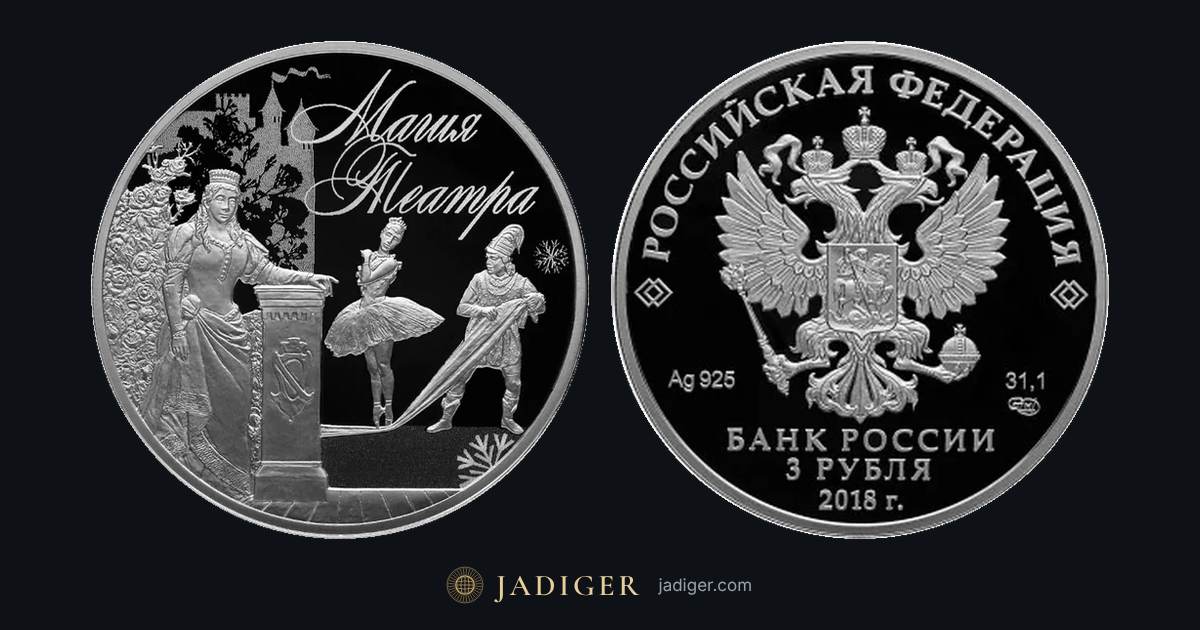 Магия
Театра
РОССИЙСКАЯ ФЕДЕРАЦИЯ
Ag 925
31,1
БАНК РОССИИ
3 РУБЛЯ
2018 г.
JADIGER jadiger.com